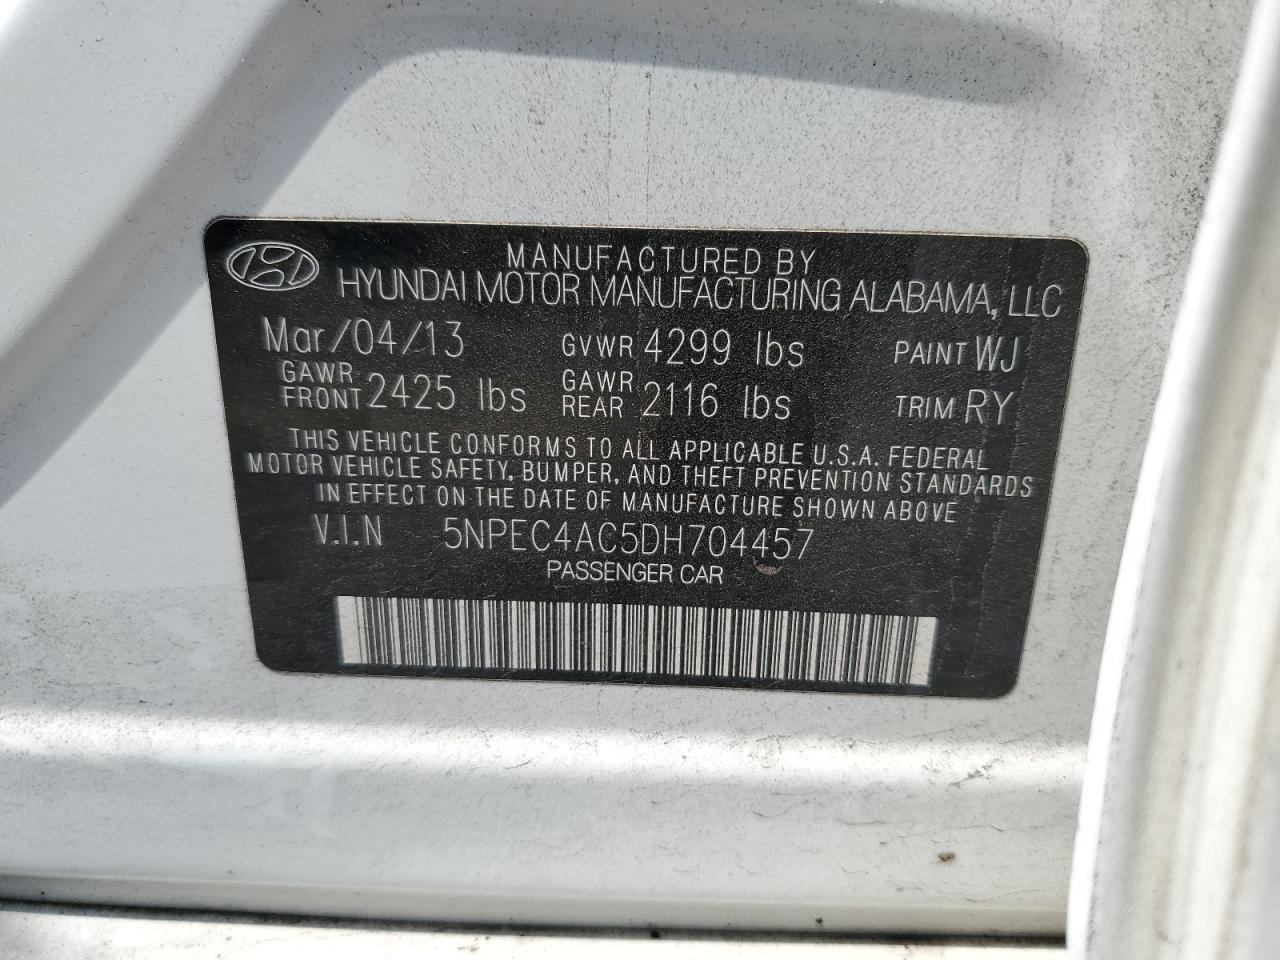 MANUFACTURED BY
HYUNDAI MOTOR MANUFACTURING ALABAMA, LLC
Mar/04/13 GVWR 4299 lbs PAINT WJ
GAWR FRONT 2425 lbs GAWR REAR 2116 lbs TRIM RY
THIS VEHICLE CONFORMS TO ALL APPLICABLE U.S.A. FEDERAL
MOTOR VEHICLE SAFETY, BUMPER, AND THEFT PREVENTION STANDARDS
IN EFFECT ON THE DATE OF MANUFACTURE SHOWN ABOVE
V.I.N 5NPEC4AC5DH704457
PASSENGER CAR